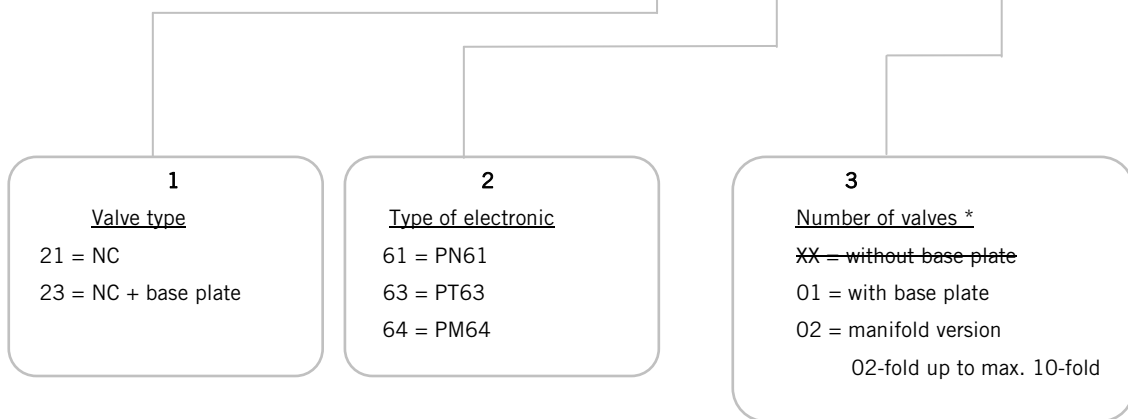 1
Valve type
21 = NC
23 = NC + base plate
2
Type of electronic
61 = PN61
63 = PT63
64 = PM64
3
Number of valves *
XX = without base plate
01 = with base plate
02 = manifold version
02-fold up to max. 10-fold